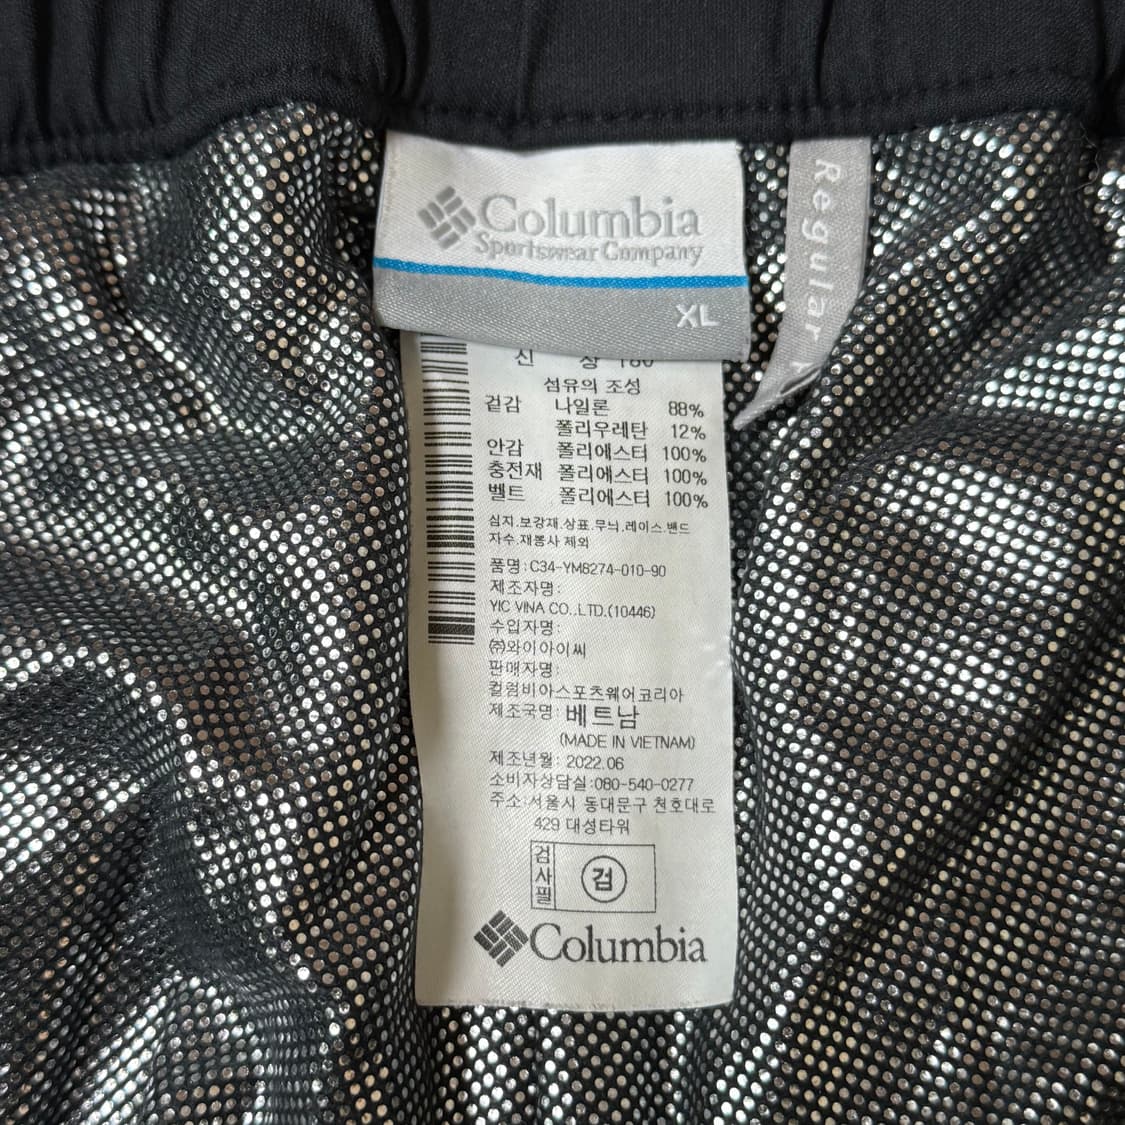 Columbia
Sportswear Company
XL
Regular
신 장 180
섬유의 조성
겉감 나일론 88%
폴리우레탄 12%
안감 폴리에스터 100%
충전재 폴리에스터 100%
벨트 폴리에스터 100%
심지.보강재.상표.무늬.레이스.밴드
자수.재봉사 제외
품명:C34-YM8274-010-90
제조자명:
YIC VINA CO.,LTD.(10446)
수입자명:
㈜와이아이씨
판매자명:
컬럼비아스포츠웨어코리아
제조국명: 베트남
(MADE IN VIETNAM)
제조년월: 2022.06
소비자상담실:080-540-0277
주소:서울시 동대문구 천호대로
429 대성타워
검사필
검
Columbia